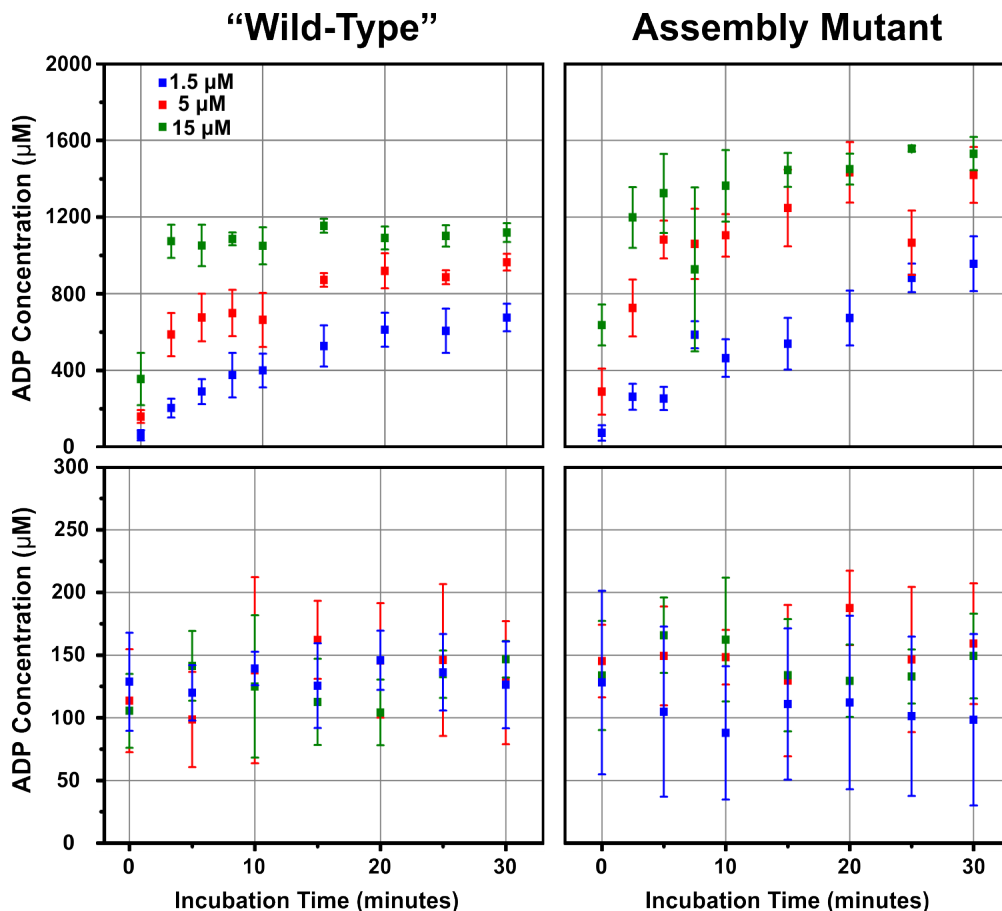 “Wild-Type”
Assembly Mutant
2000
1600
1200
800
400
0
ADP Concentration (µM)
1.5 µM
5 µM
15 µM
300
250
200
150
100
50
0
ADP Concentration (µM)
0
10
20
30
0
10
20
30
Incubation Time (minutes)
Incubation Time (minutes)